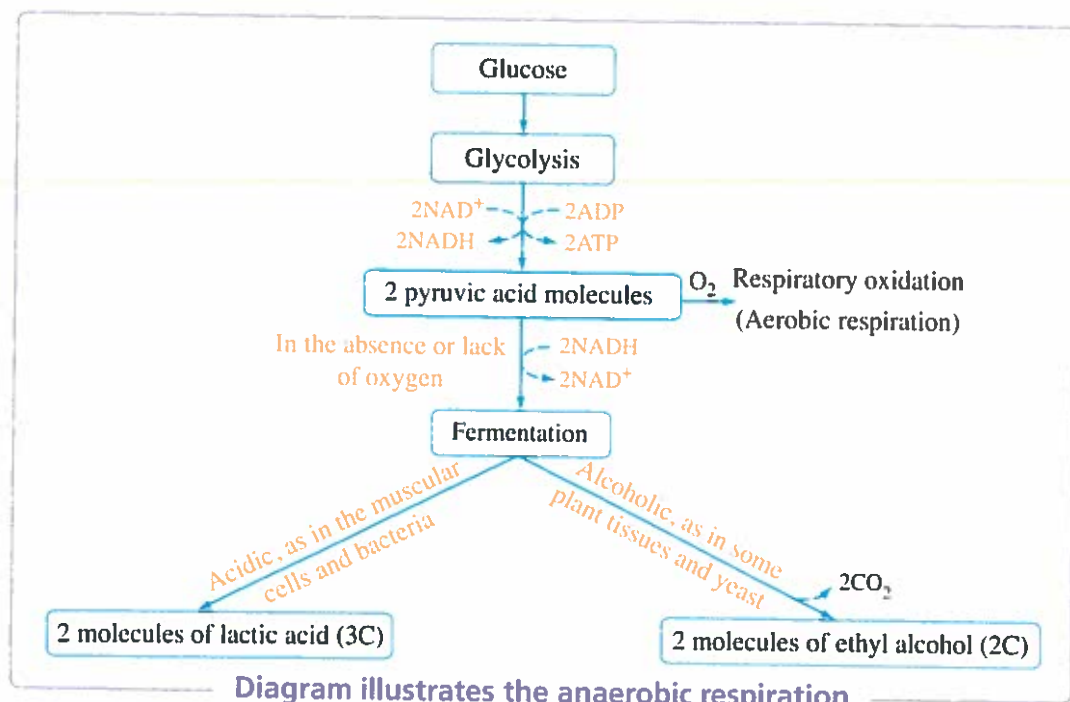 Glucose
Glycolysis
2NAD⁺
2ADP
2NADH
2ATP
2 pyruvic acid molecules
O₂
Respiratory oxidation
(Aerobic respiration)
In the absence or lack
of oxygen
2NADH
2NAD⁺
Fermentation
Acidic, as in the muscular
cells and bacteria
Alcoholic, as in some
plant tissues and yeast
2CO₂
2 molecules of lactic acid (3C)
2 molecules of ethyl alcohol (2C)
Diagram illustrates the anaerobic respiration